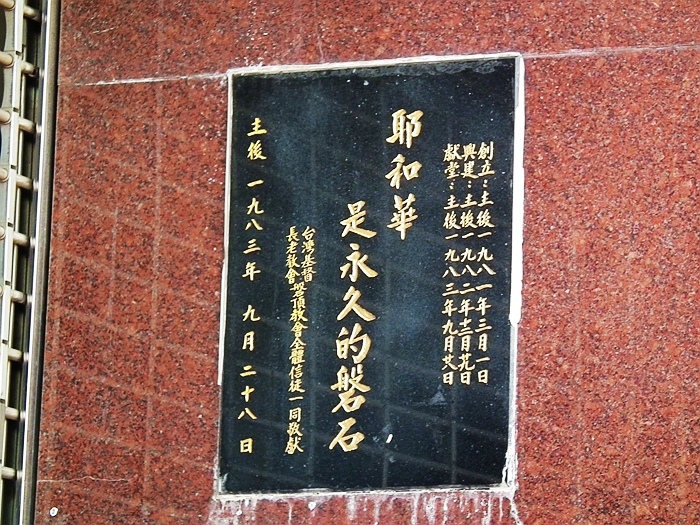 創立：主後一九八一年三月一日
興建：主後一九八二年十二月廿九日
獻堂：主後一九八三年九月廿八日
耶和華
是永久的磐石
台灣基督
長老教會
磐頂教會全體信徒一同敬獻
主後 一九八三年 九月二十八日